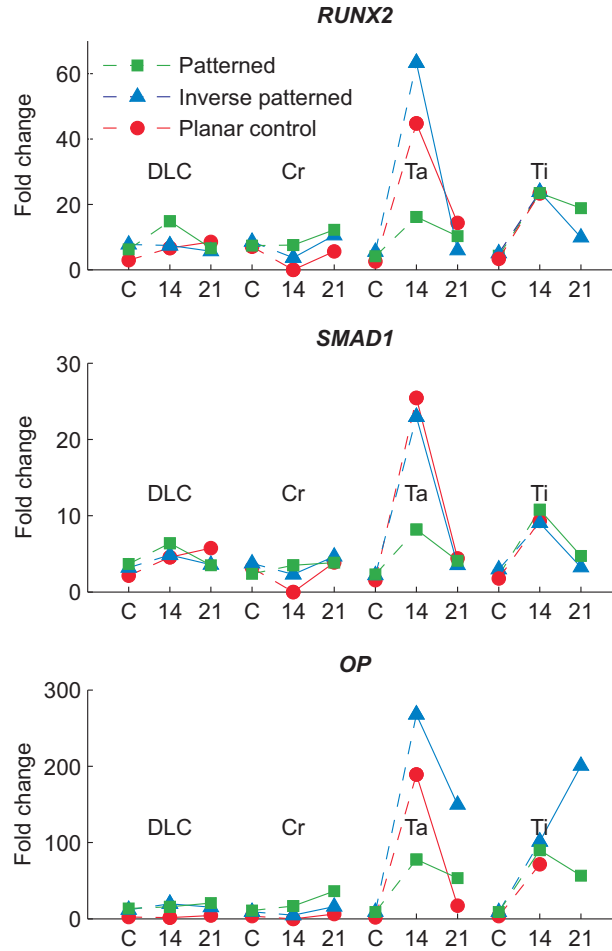 RUNX2
60
40
20
0
Fold change
Patterned
Inverse patterned
Planar control
DLC Cr Ta Ti
C 14 21 C 14 21 C 14 21 C 14 21
SMAD1
30
20
10
0
Fold change
DLC Cr Ta Ti
C 14 21 C 14 21 C 14 21 C 14 21
OP
300
200
100
0
Fold change
DLC Cr Ta Ti
C 14 21 C 14 21 C 14 21 C 14 21